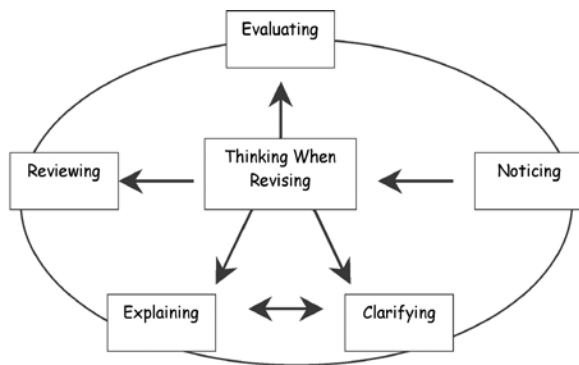 Evaluating
Reviewing
Thinking When
Revising
Noticing
Explaining
Clarifying